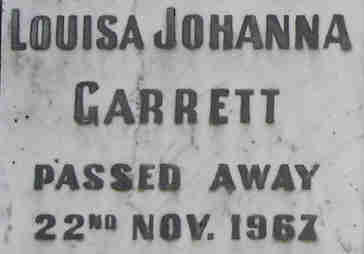 LOUISA JOHANNA
GARRETT
PASSED AWAY
22ND NOV. 1967